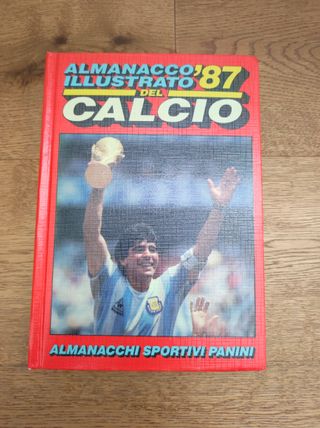 ALMANACCO
ILLUSTRATO '87
DEL
CALCIO
ALMANACCHI SPORTIVI PANINI